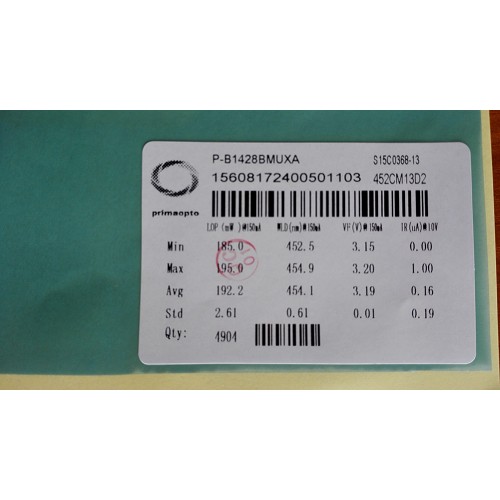 P-B1428BMUXA S15C0368-13
15608172400501103 452CM13D2
primaopto
LOP (mW )@150mA WLD(nm)@150mA VF(V)@150mA IR(uA)@10V
Min 185.0 452.5 3.15 0.00
Max 195.0 454.9 3.20 1.00
Avg 192.2 454.1 3.19 0.16
Std 2.61 0.61 0.01 0.19
Qty: 4904